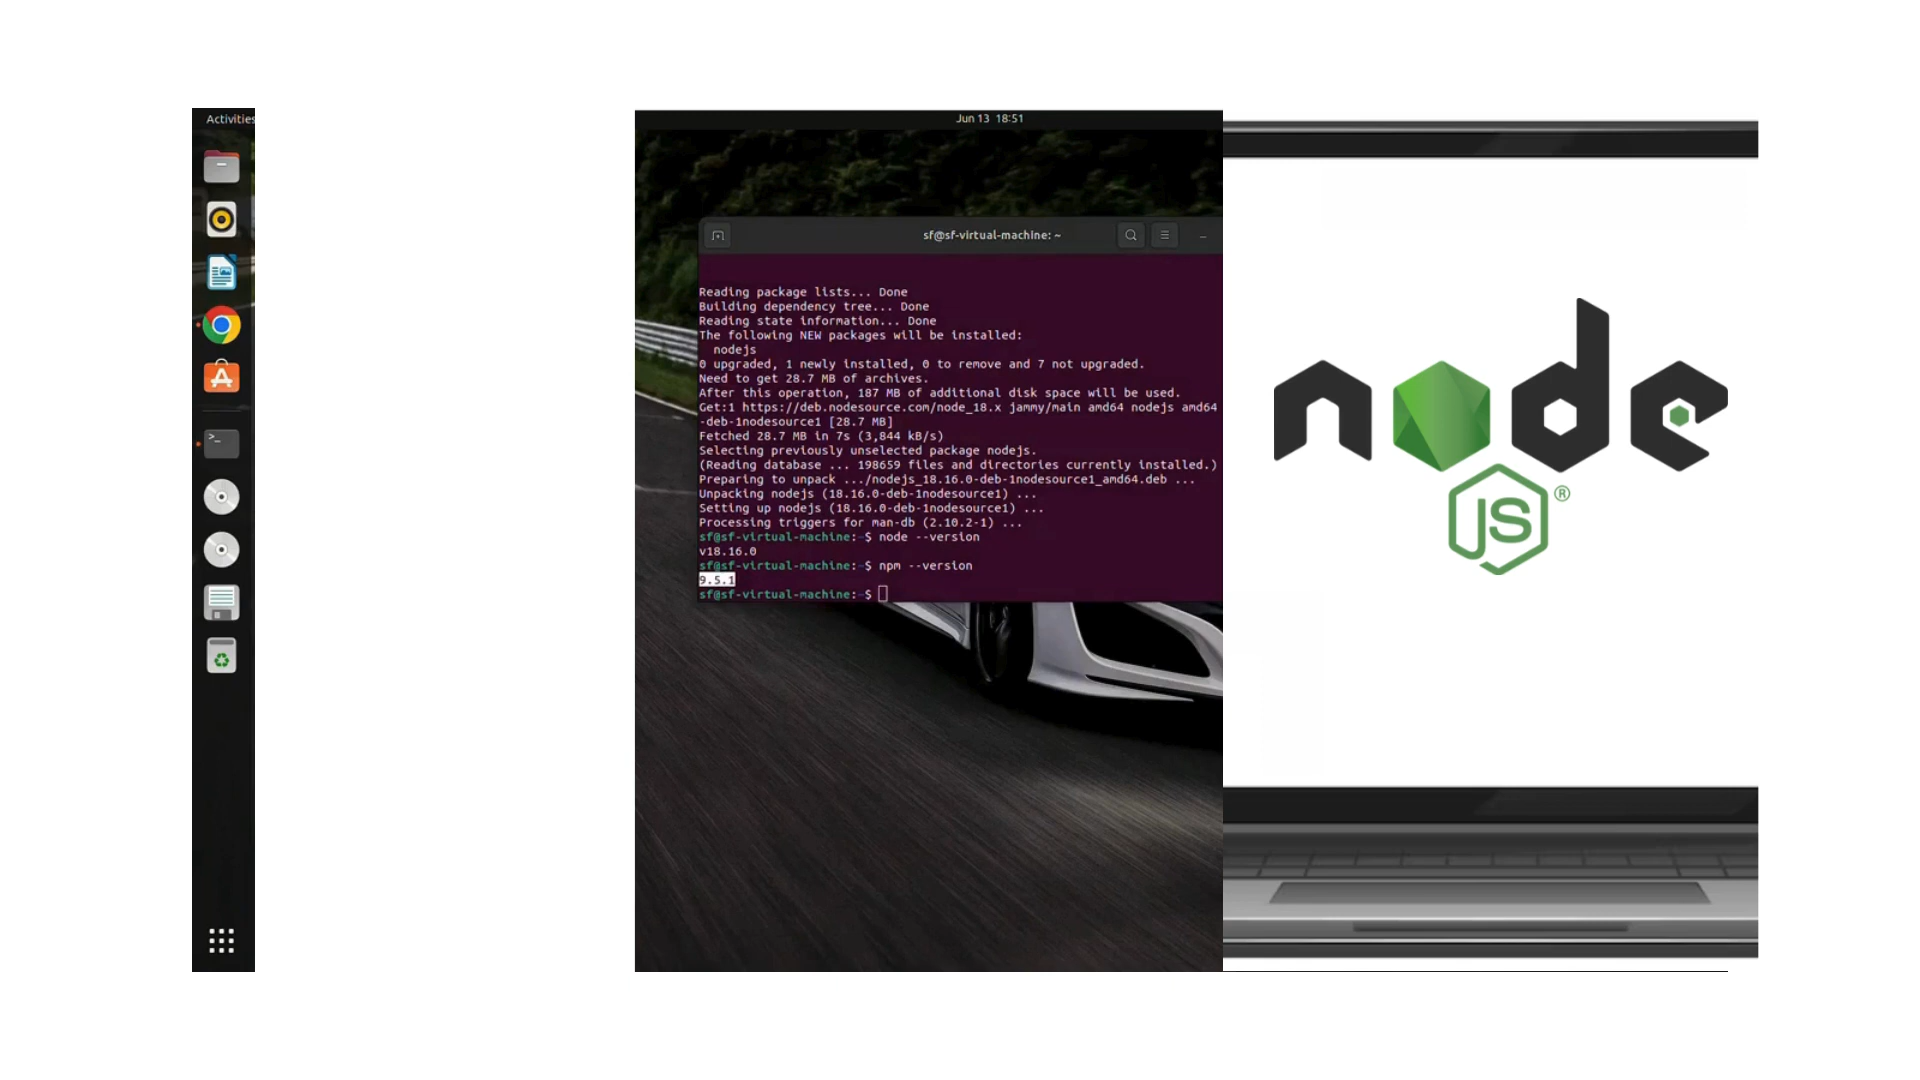 Activities
Jun 13 18:51
sf@sf-virtual-machine: ~
Reading package lists... Done
Building dependency tree... Done
Reading state information... Done
The following NEW packages will be installed:
nodejs
0 upgraded, 1 newly installed, 0 to remove and 7 not upgraded.
Need to get 28.7 MB of archives.
After this operation, 187 MB of additional disk space will be used.
Get:1 https://deb.nodesource.com/node_18.x jammy/main amd64 nodejs amd64
-deb-1nodesource1 [28.7 MB]
Fetched 28.7 MB in 7s (3,844 kB/s)
Selecting previously unselected package nodejs.
(Reading database ... 198659 files and directories currently installed.)
Preparing to unpack .../nodejs_18.16.0-deb-1nodesource1_amd64.deb ...
Unpacking nodejs (18.16.0-deb-1nodesource1) ...
Setting up nodejs (18.16.0-deb-1nodesource1) ...
Processing triggers for man-db (2.10.2-1) ...
sf@sf-virtual-machine:~$ node --version
v18.16.0
sf@sf-virtual-machine:~$ npm --version
9.5.1
sf@sf-virtual-machine:~$
node
JS®